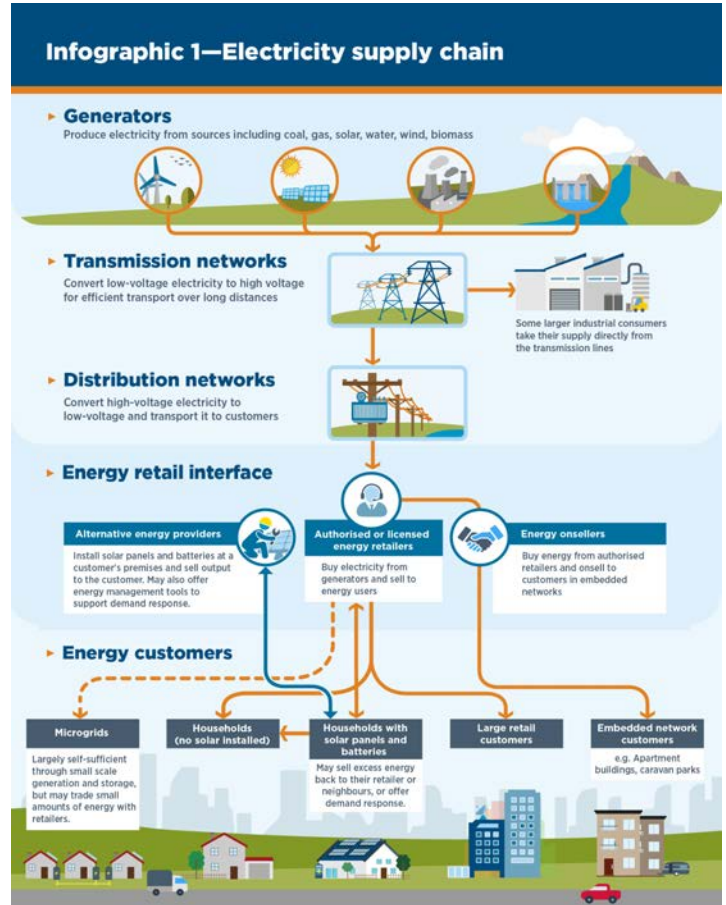 Infographic 1—Electricity supply chain
Generators
Produce electricity from sources including coal, gas, solar, water, wind, biomass
Transmission networks
Convert low-voltage electricity to high voltage
for efficient transport over long distances
Some larger industrial consumers
take their supply directly from
the transmission lines
Distribution networks
Convert high-voltage electricity to
low-voltage and transport it to customers
Energy retail interface
Alternative energy providers
Install solar panels and batteries at a
customer's premises and sell output
to the customer. May also offer
energy management tools to
support demand response.
Authorised or licensed
energy retailers
Buy electricity from
generators and sell to
energy users
Energy onsellers
Buy energy from authorised
retailers and onsell to
customers in embedded
networks
Energy customers
Microgrids
Largely self-sufficient
through small scale
generation and storage,
but may trade small
amounts of energy with
retailers.
Households
(no solar installed)
Households with
solar panels and
batteries
May sell excess energy
back to their retailer or
neighbours, or offer
demand response.
Large retail
customers
Embedded network
customers
e.g. Apartment
buildings, caravan parks